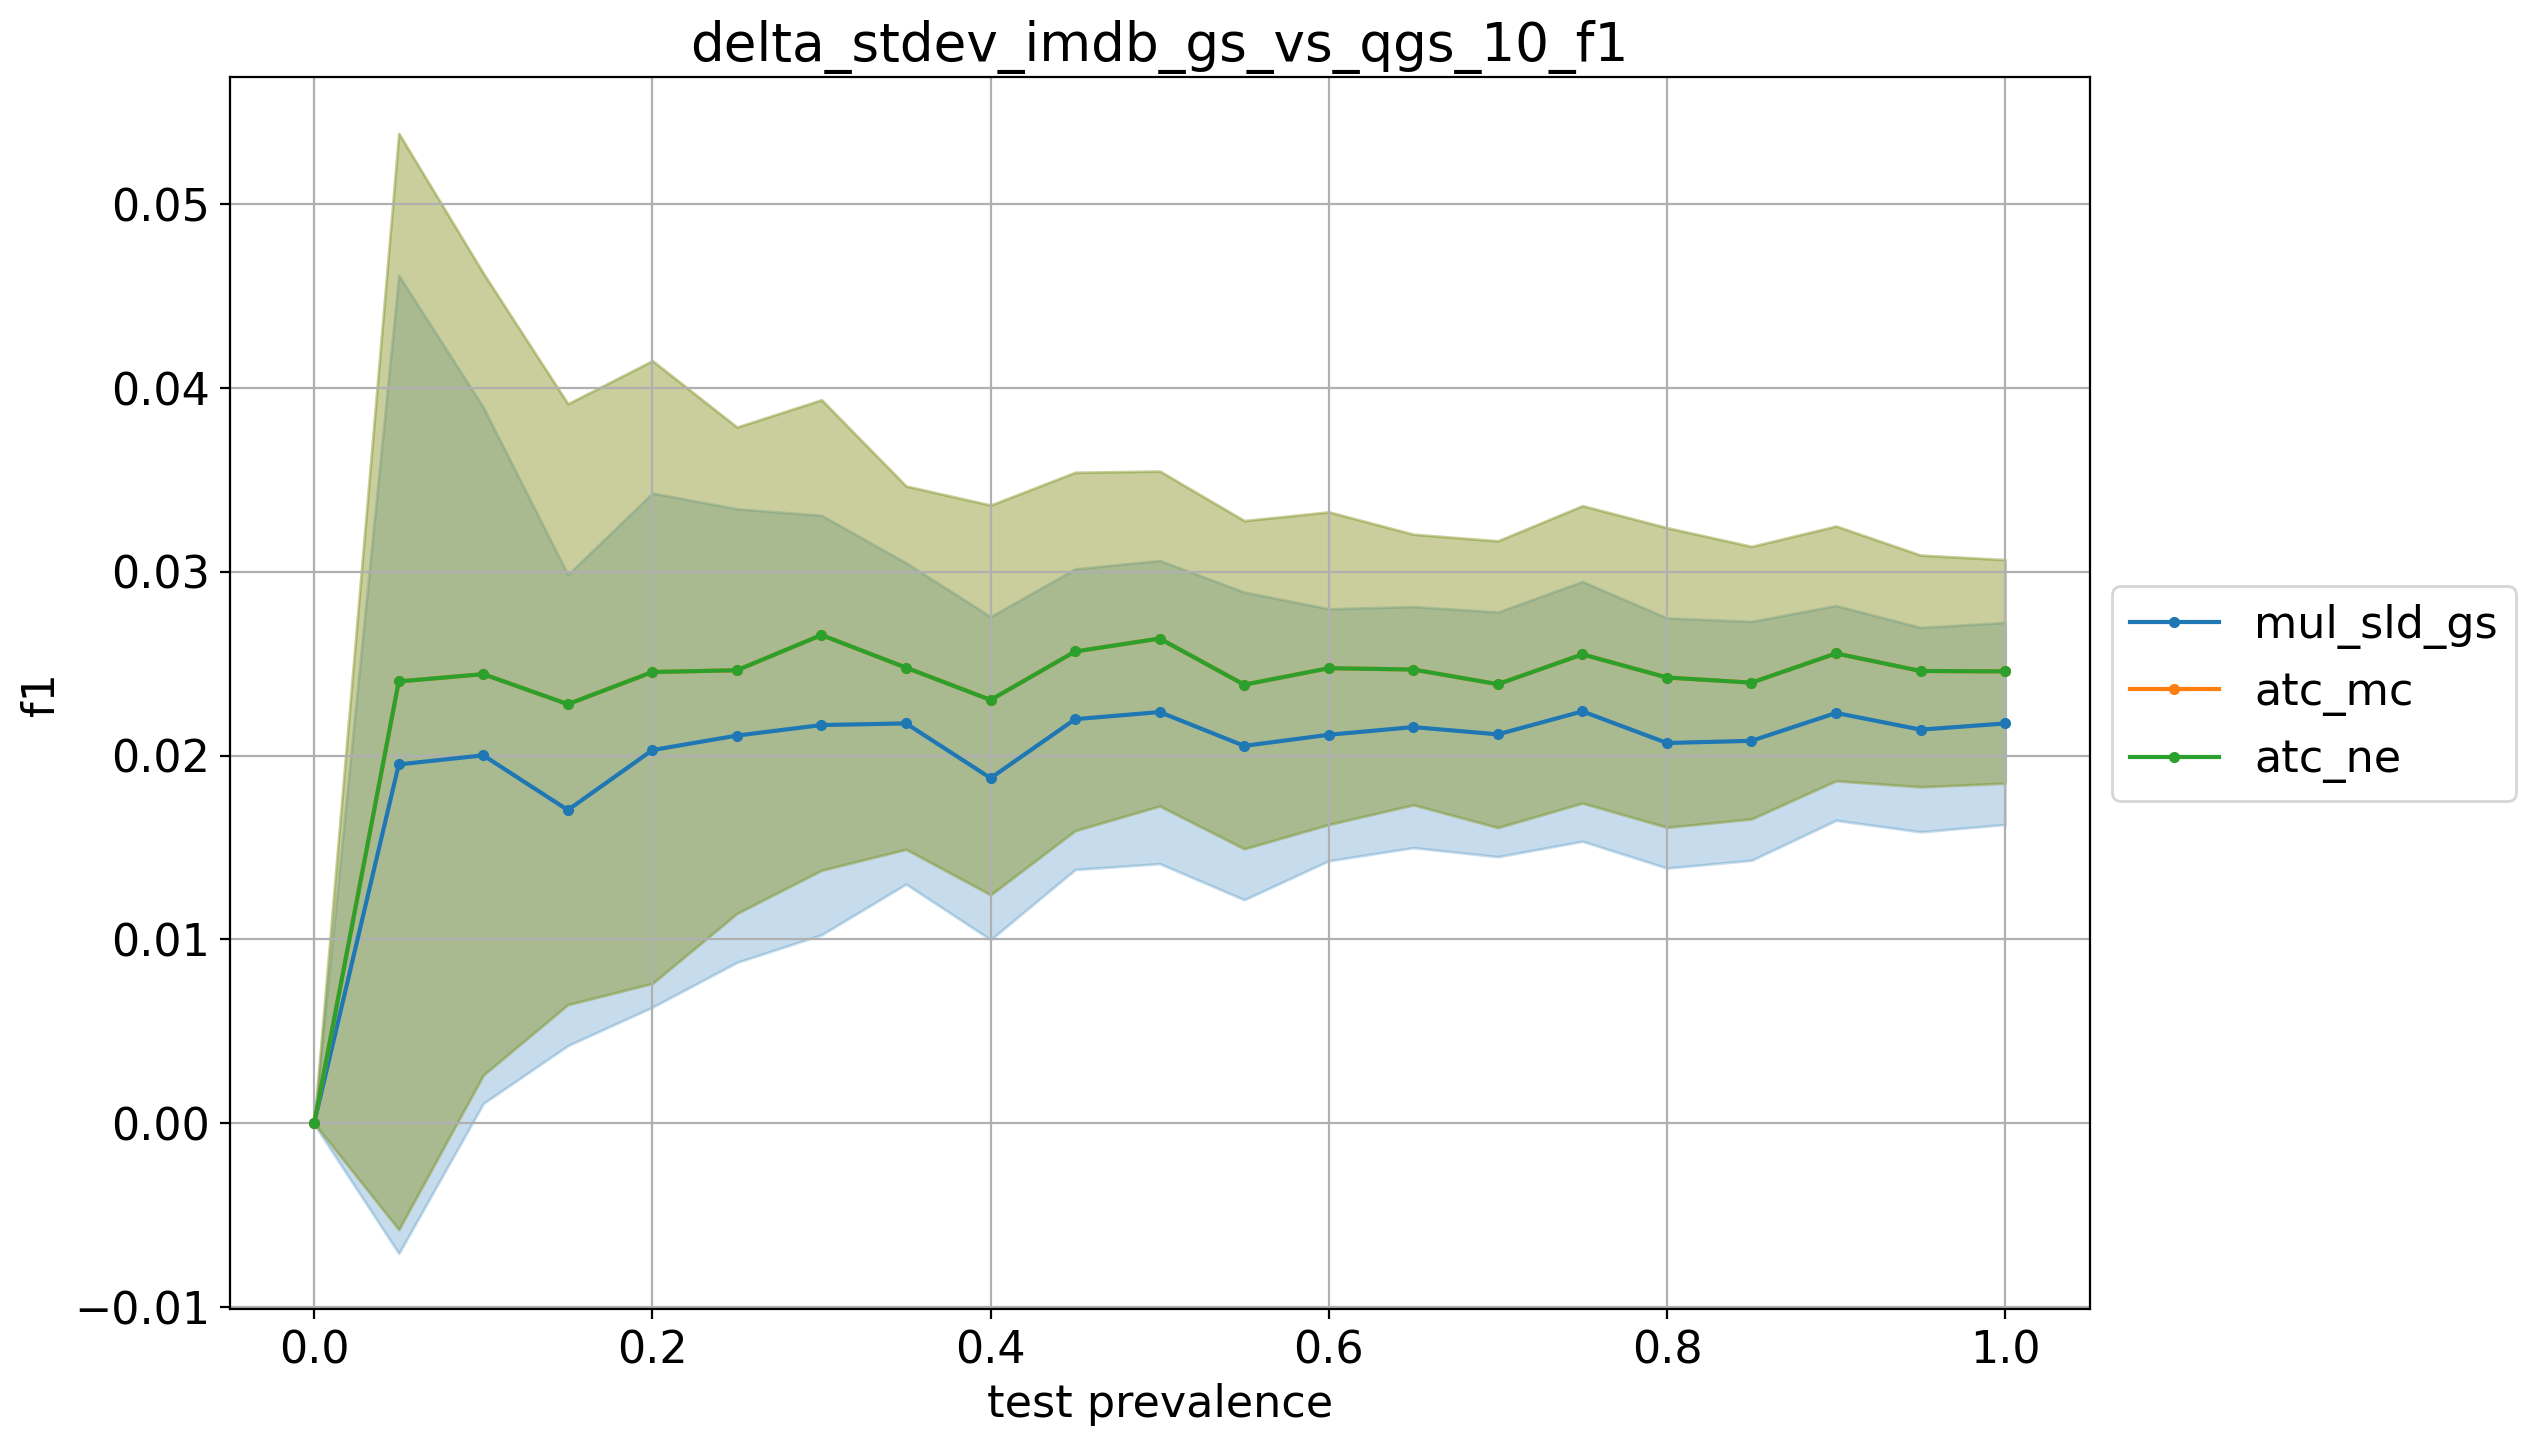 delta_stdev_imdb_gs_vs_qgs_10_f1
f1
0.05
0.04
0.03
0.02
0.01
0.00
−0.01
0.0 0.2 0.4 0.6 0.8 1.0
test prevalence
mul_sld_gs
atc_mc
atc_ne